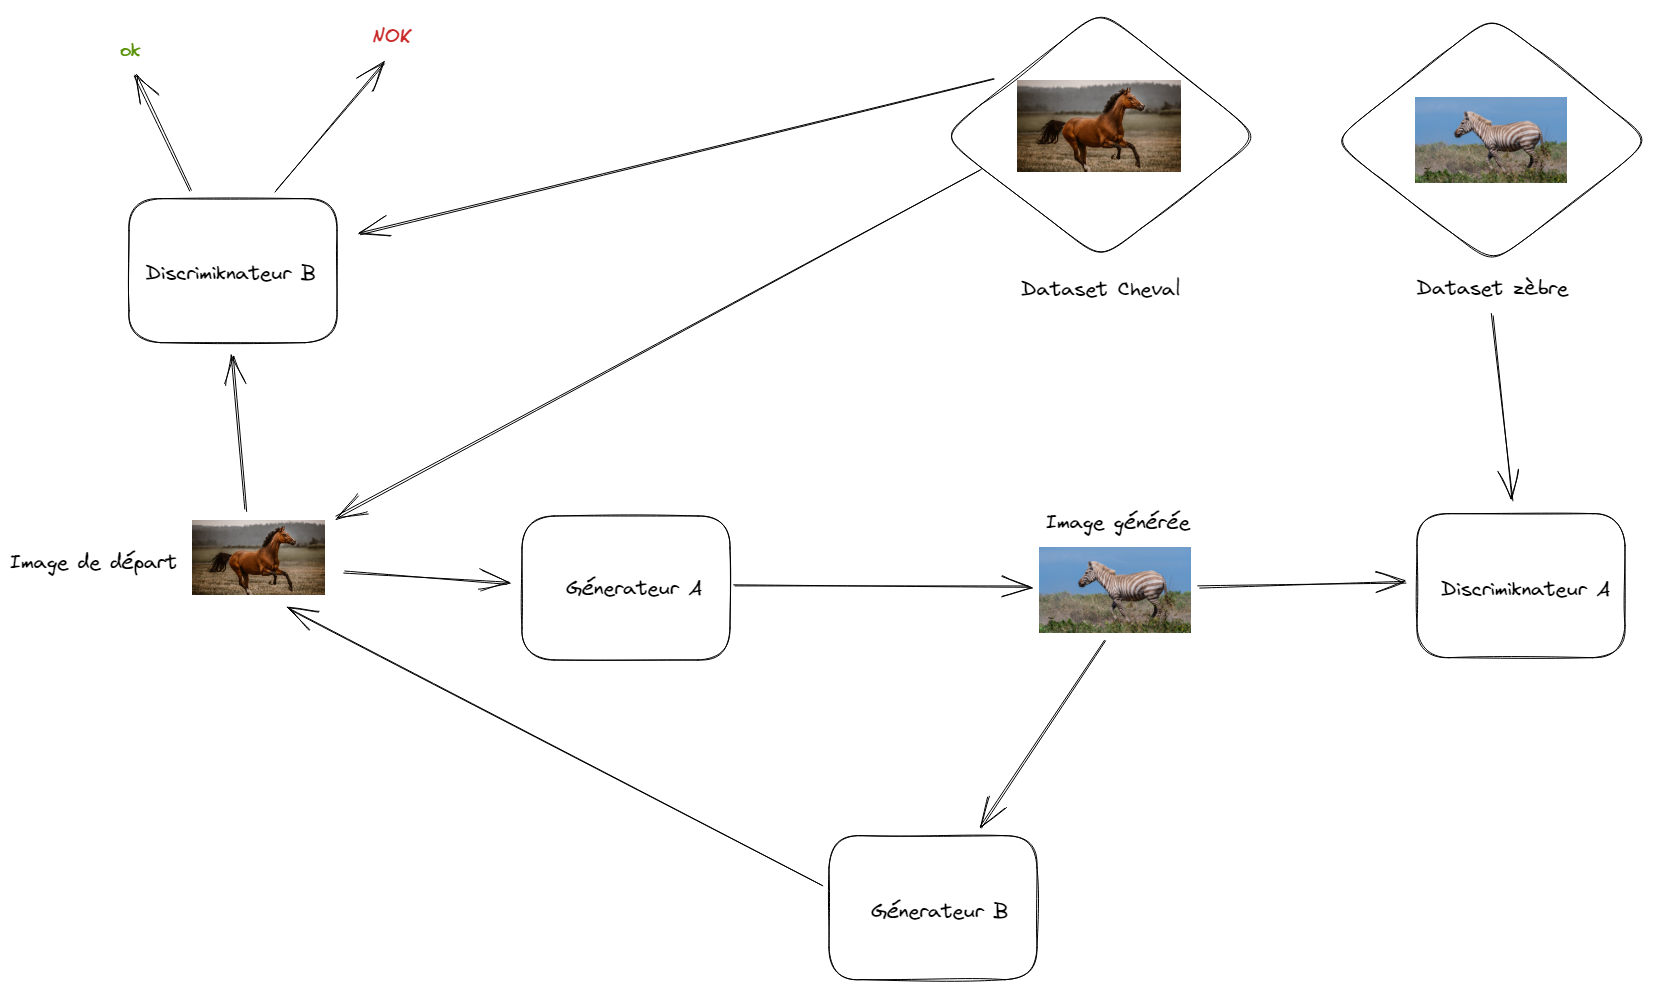 ok
NOK
Discrimiknateur B
Dataset Cheval
Dataset zèbre
Image de départ
Génerateur A
Image générée
Discrimiknateur A
Génerateur B